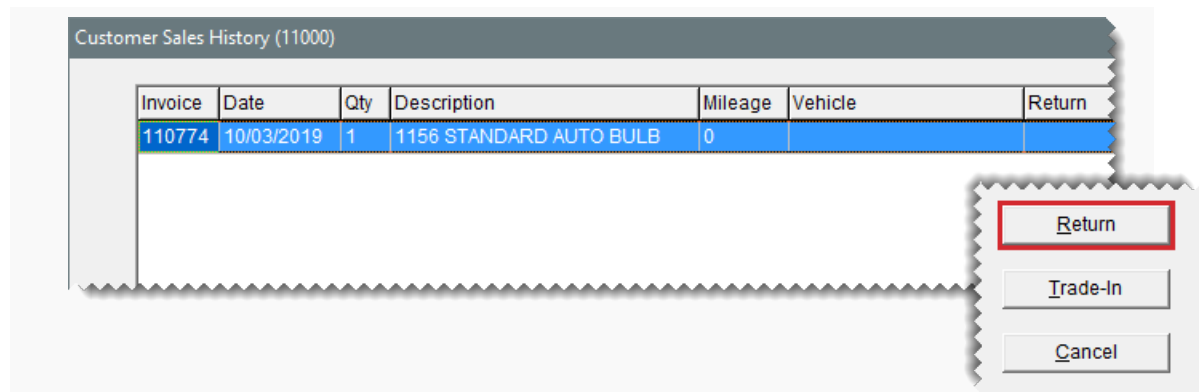 Customer Sales History (11000)
Invoice Date Qty Description Mileage Vehicle Return
110774 10/03/2019 1 1156 STANDARD AUTO BULB 0
Return
Trade-In
Cancel